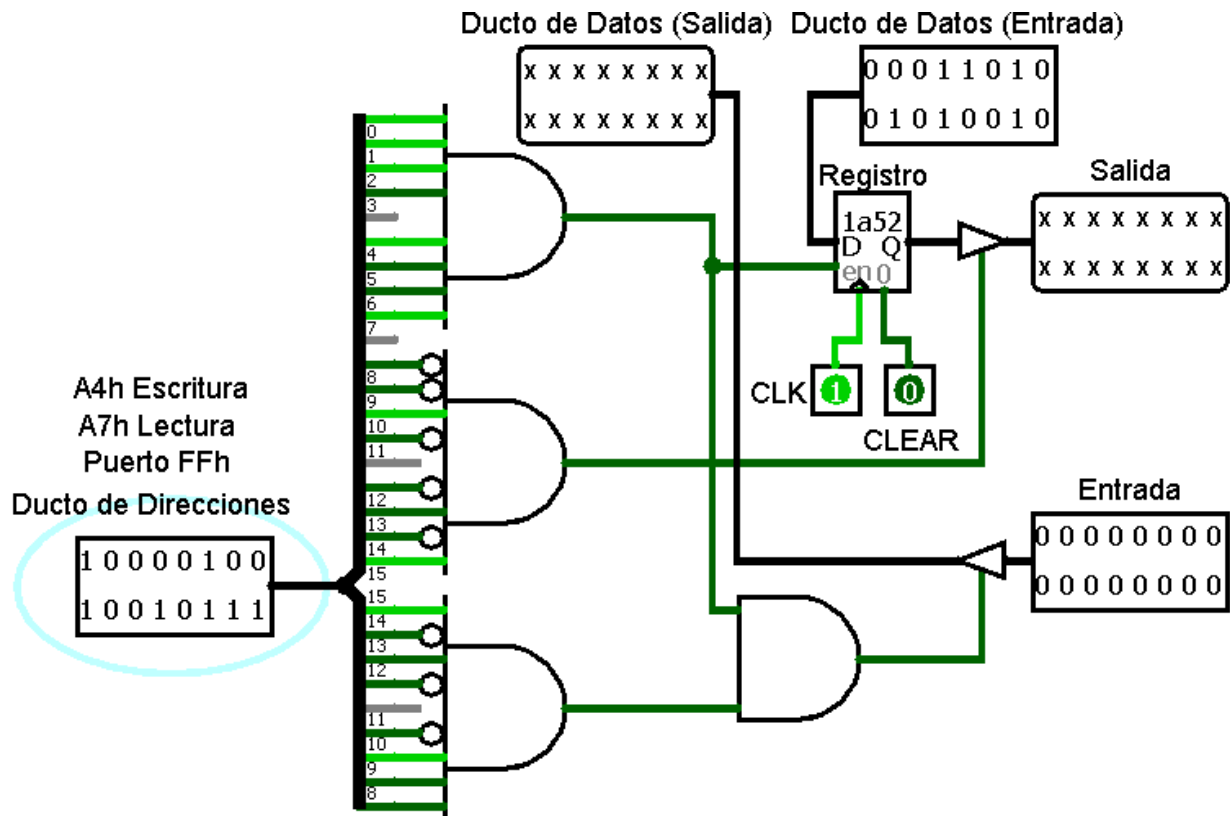 Ducto de Datos (Salida)
x x x x x x x x
x x x x x x x x
Ducto de Datos (Entrada)
0 0 0 1 1 0 1 0
0 1 0 1 0 0 1 0
Registro
1a52
D Q
en 0
Salida
x x x x x x x x
x x x x x x x x
CLK
1
0
CLEAR
0
1
2
3
4
5
6
7
8
9
10
11
12
13
14
15
15
14
13
12
11
10
9
8
A4h Escritura
A7h Lectura
Puerto FFh
Ducto de Direcciones
1 0 0 0 0 1 0 0
1 0 0 1 0 1 1 1
Entrada
0 0 0 0 0 0 0 0
0 0 0 0 0 0 0 0